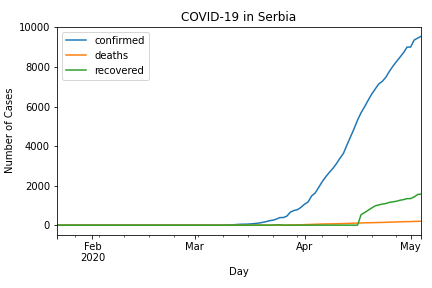 COVID-19 in Serbia
confirmed
deaths
recovered
Number of Cases
10000
8000
6000
4000
2000
0
Feb
2020
Mar
Apr
May
Day